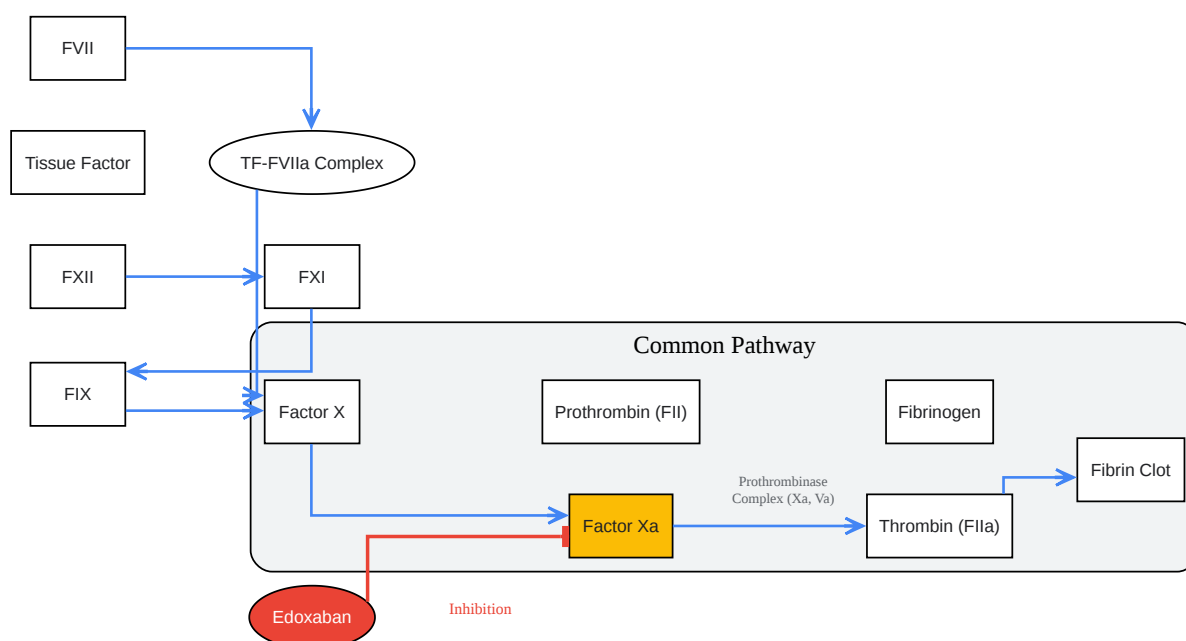 FVII
Tissue Factor
TF-FVIIa Complex
FXII
FXI
Common Pathway
FIX
Factor X
Prothrombin (FII)
Fibrinogen
Fibrin Clot
Prothrombinase
Complex (Xa, Va)
Factor Xa
Thrombin (FIIa)
Edoxaban
Inhibition